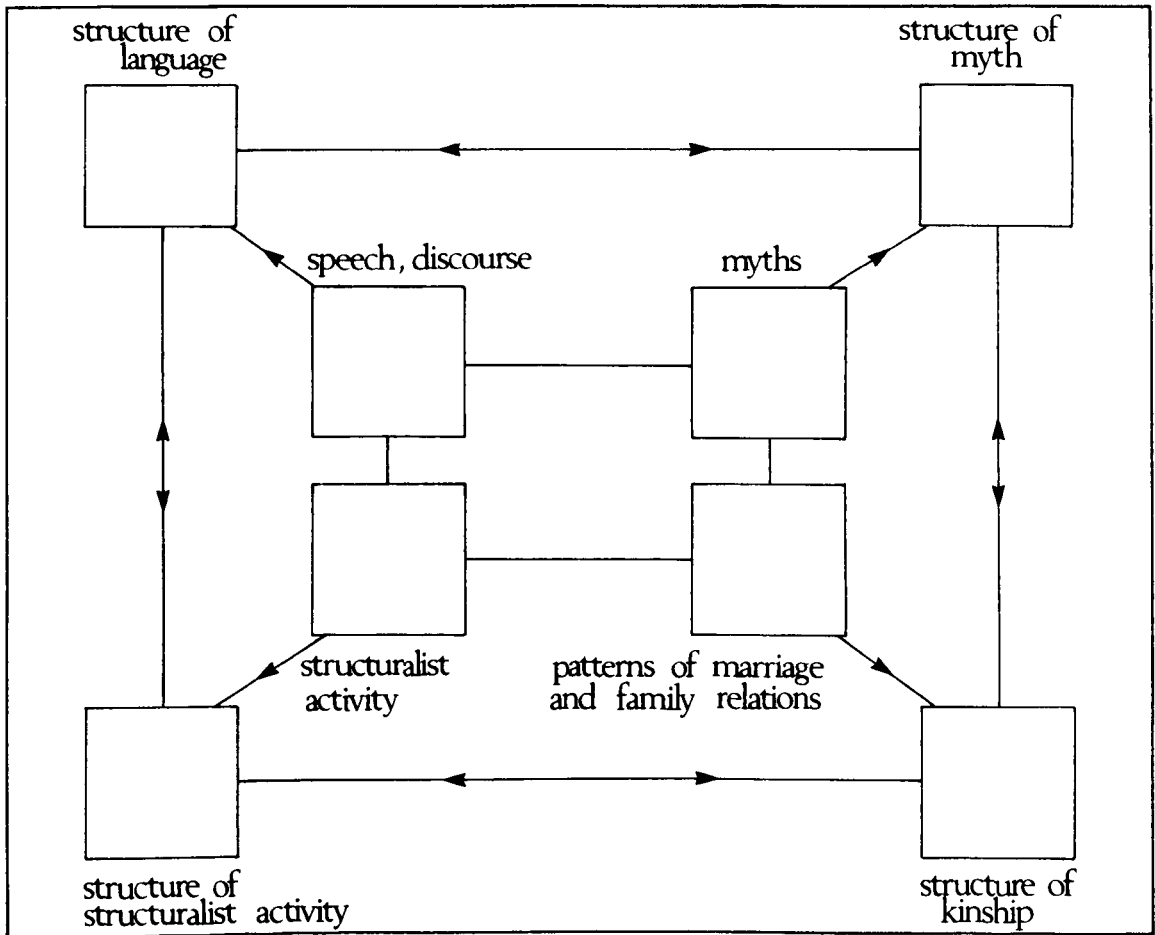 structure of
language
structure of
myth
speech, discourse
myths
structuralist
activity
patterns of marriage
and family relations
structure of
structuralist activity
structure of
kinship